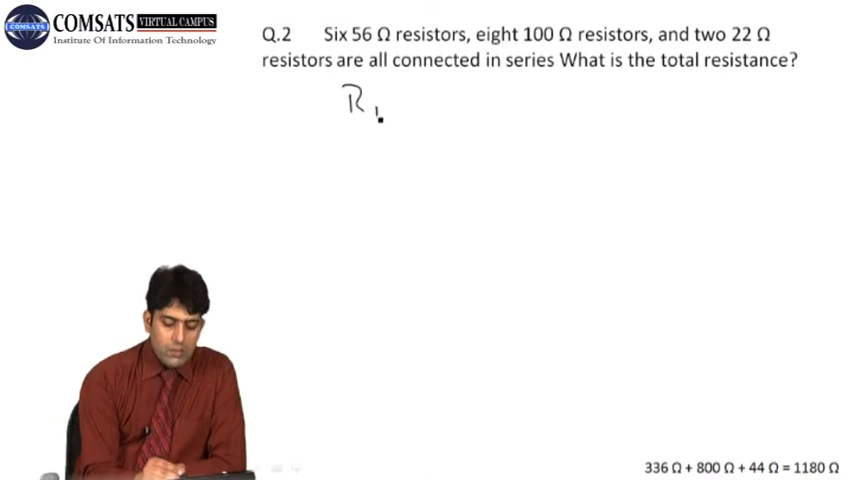 COMSATS VIRTUAL CAMPUS
Institute Of Information Technology
COMSATS
Q.2 Six 56 Ω resistors, eight 100 Ω resistors, and two 22 Ω
resistors are all connected in series What is the total resistance?
R
336 Ω + 800 Ω + 44 Ω = 1180 Ω